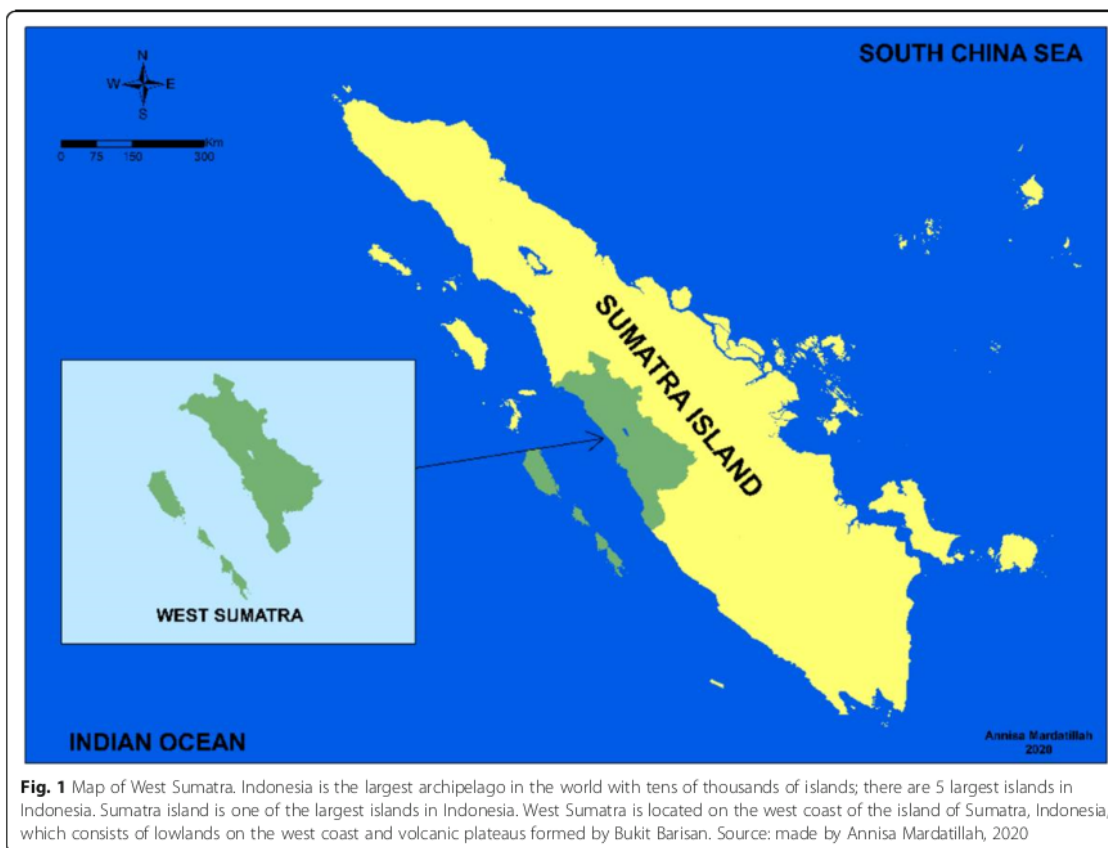 SOUTH CHINA SEA
N
W E
S
Km
0 75 150 300
SUMATRA ISLAND
WEST SUMATRA
INDIAN OCEAN
Annisa Mardatillah
2020
Fig. 1 Map of West Sumatra. Indonesia is the largest archipelago in the world with tens of thousands of islands; there are 5 largest islands in
Indonesia. Sumatra island is one of the largest islands in Indonesia. West Sumatra is located on the west coast of the island of Sumatra, Indonesia,
which consists of lowlands on the west coast and volcanic plateaus formed by Bukit Barisan. Source: made by Annisa Mardatillah, 2020